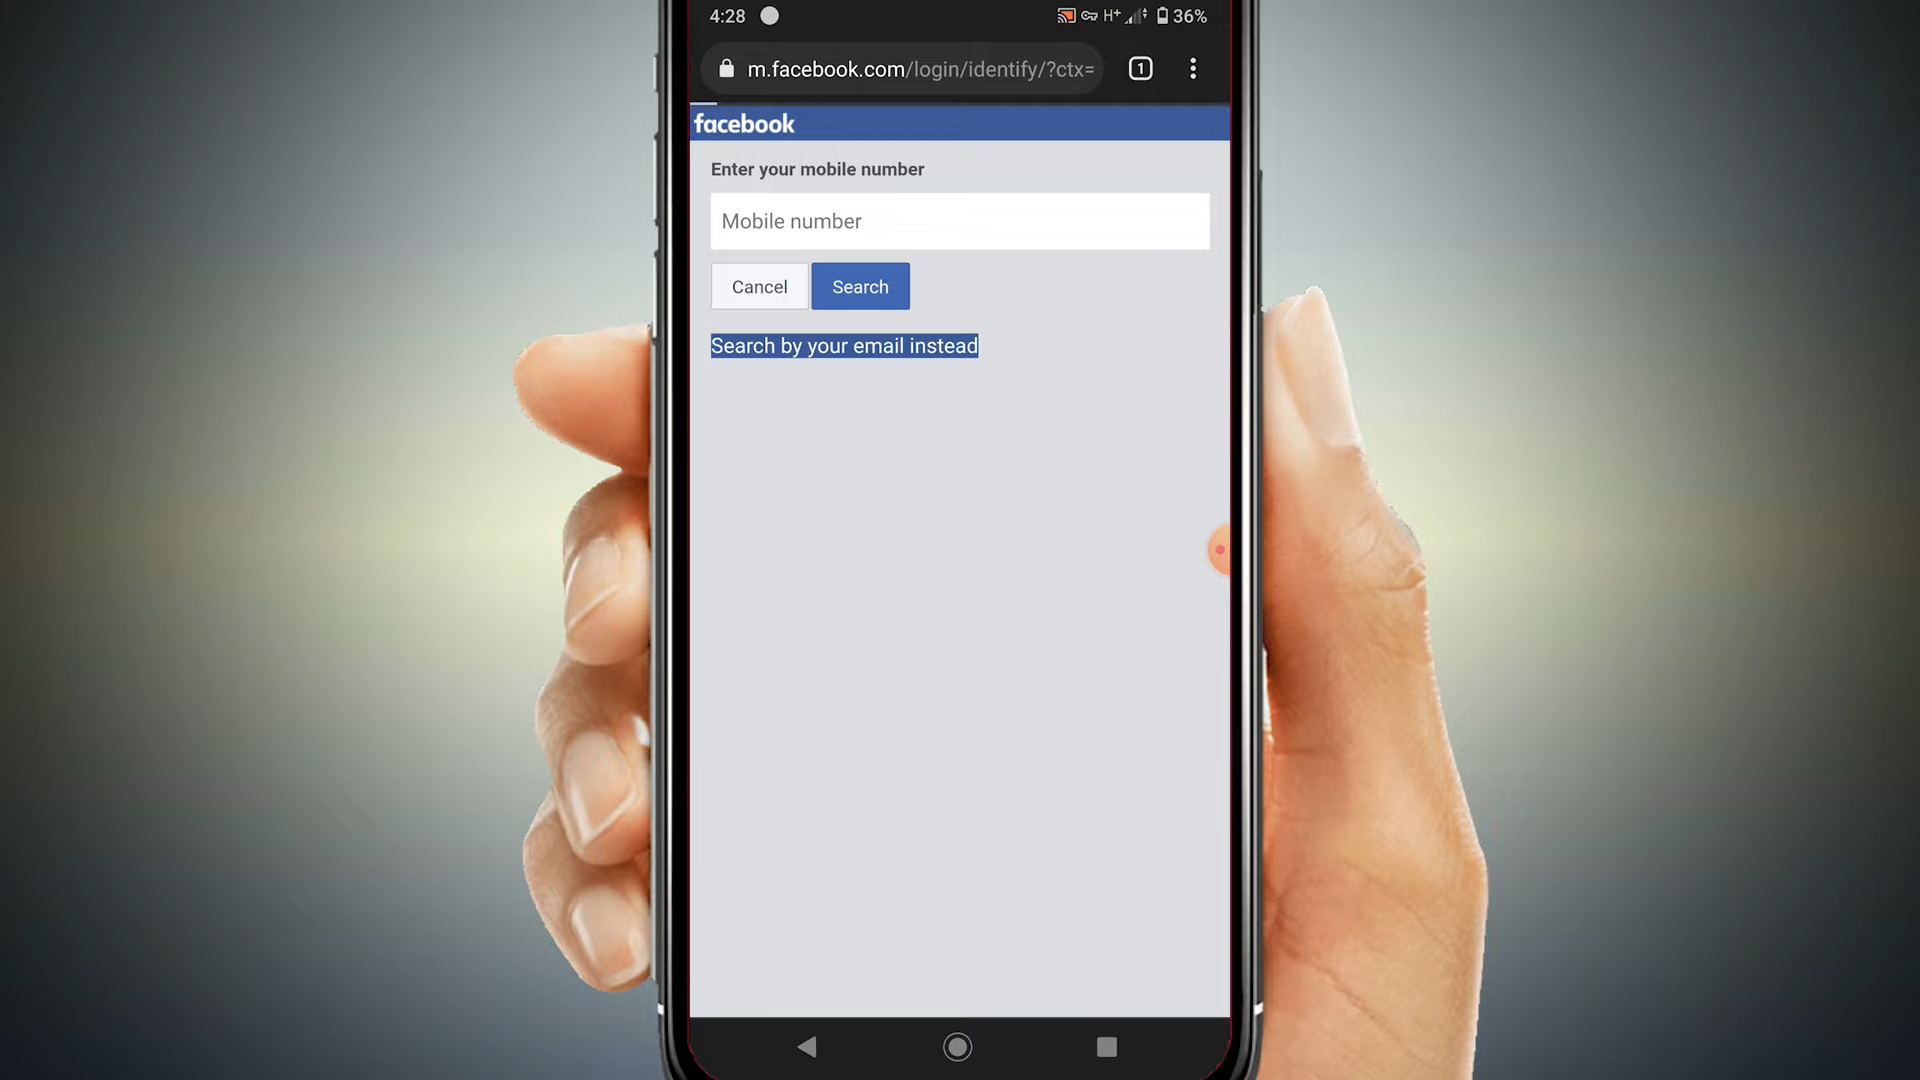 4:28 H+ 36%
m.facebook.com/login/identify/?ctx= 1
facebook
Enter your mobile number
Mobile number
Cancel Search
Search by your email instead